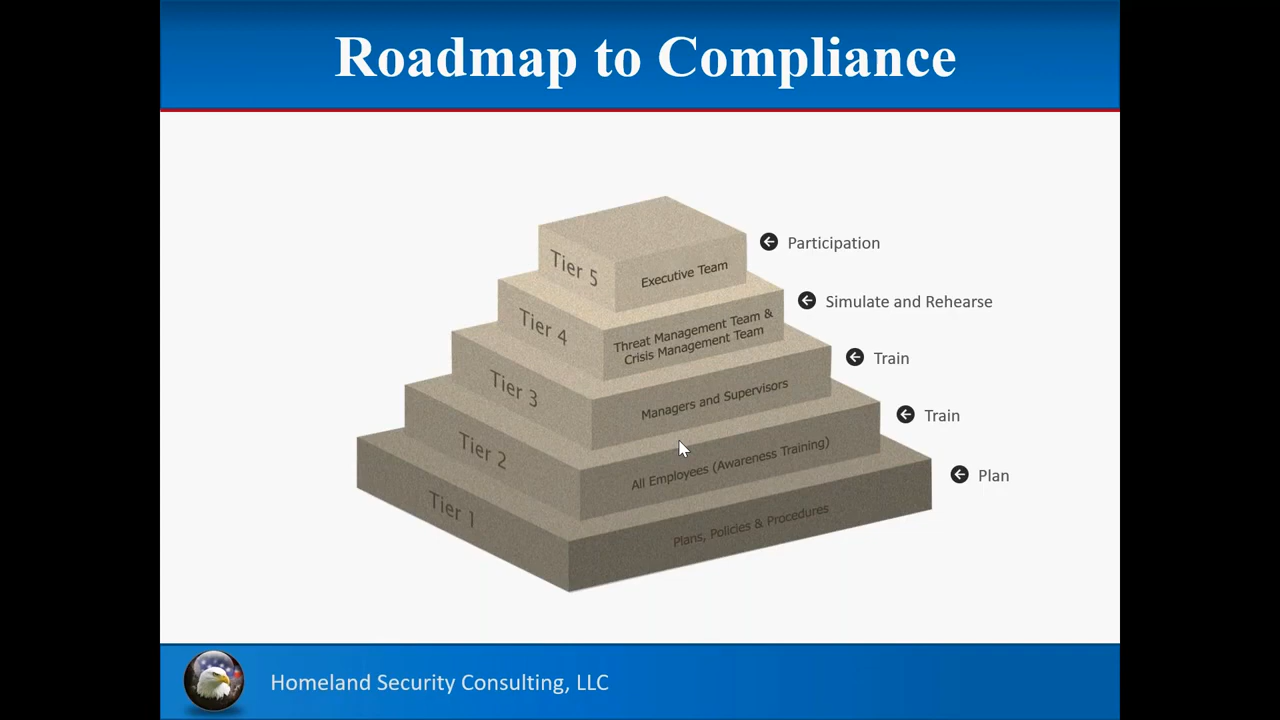 Roadmap to Compliance
Tier 5
Executive Team
Participation
Tier 4
Threat Management Team &
Crisis Management Team
Simulate and Rehearse
Tier 3
Managers and Supervisors
Train
Tier 2
All Employees (Awareness Training)
Train
Tier 1
Plans, Policies & Procedures
Plan
Homeland Security Consulting, LLC